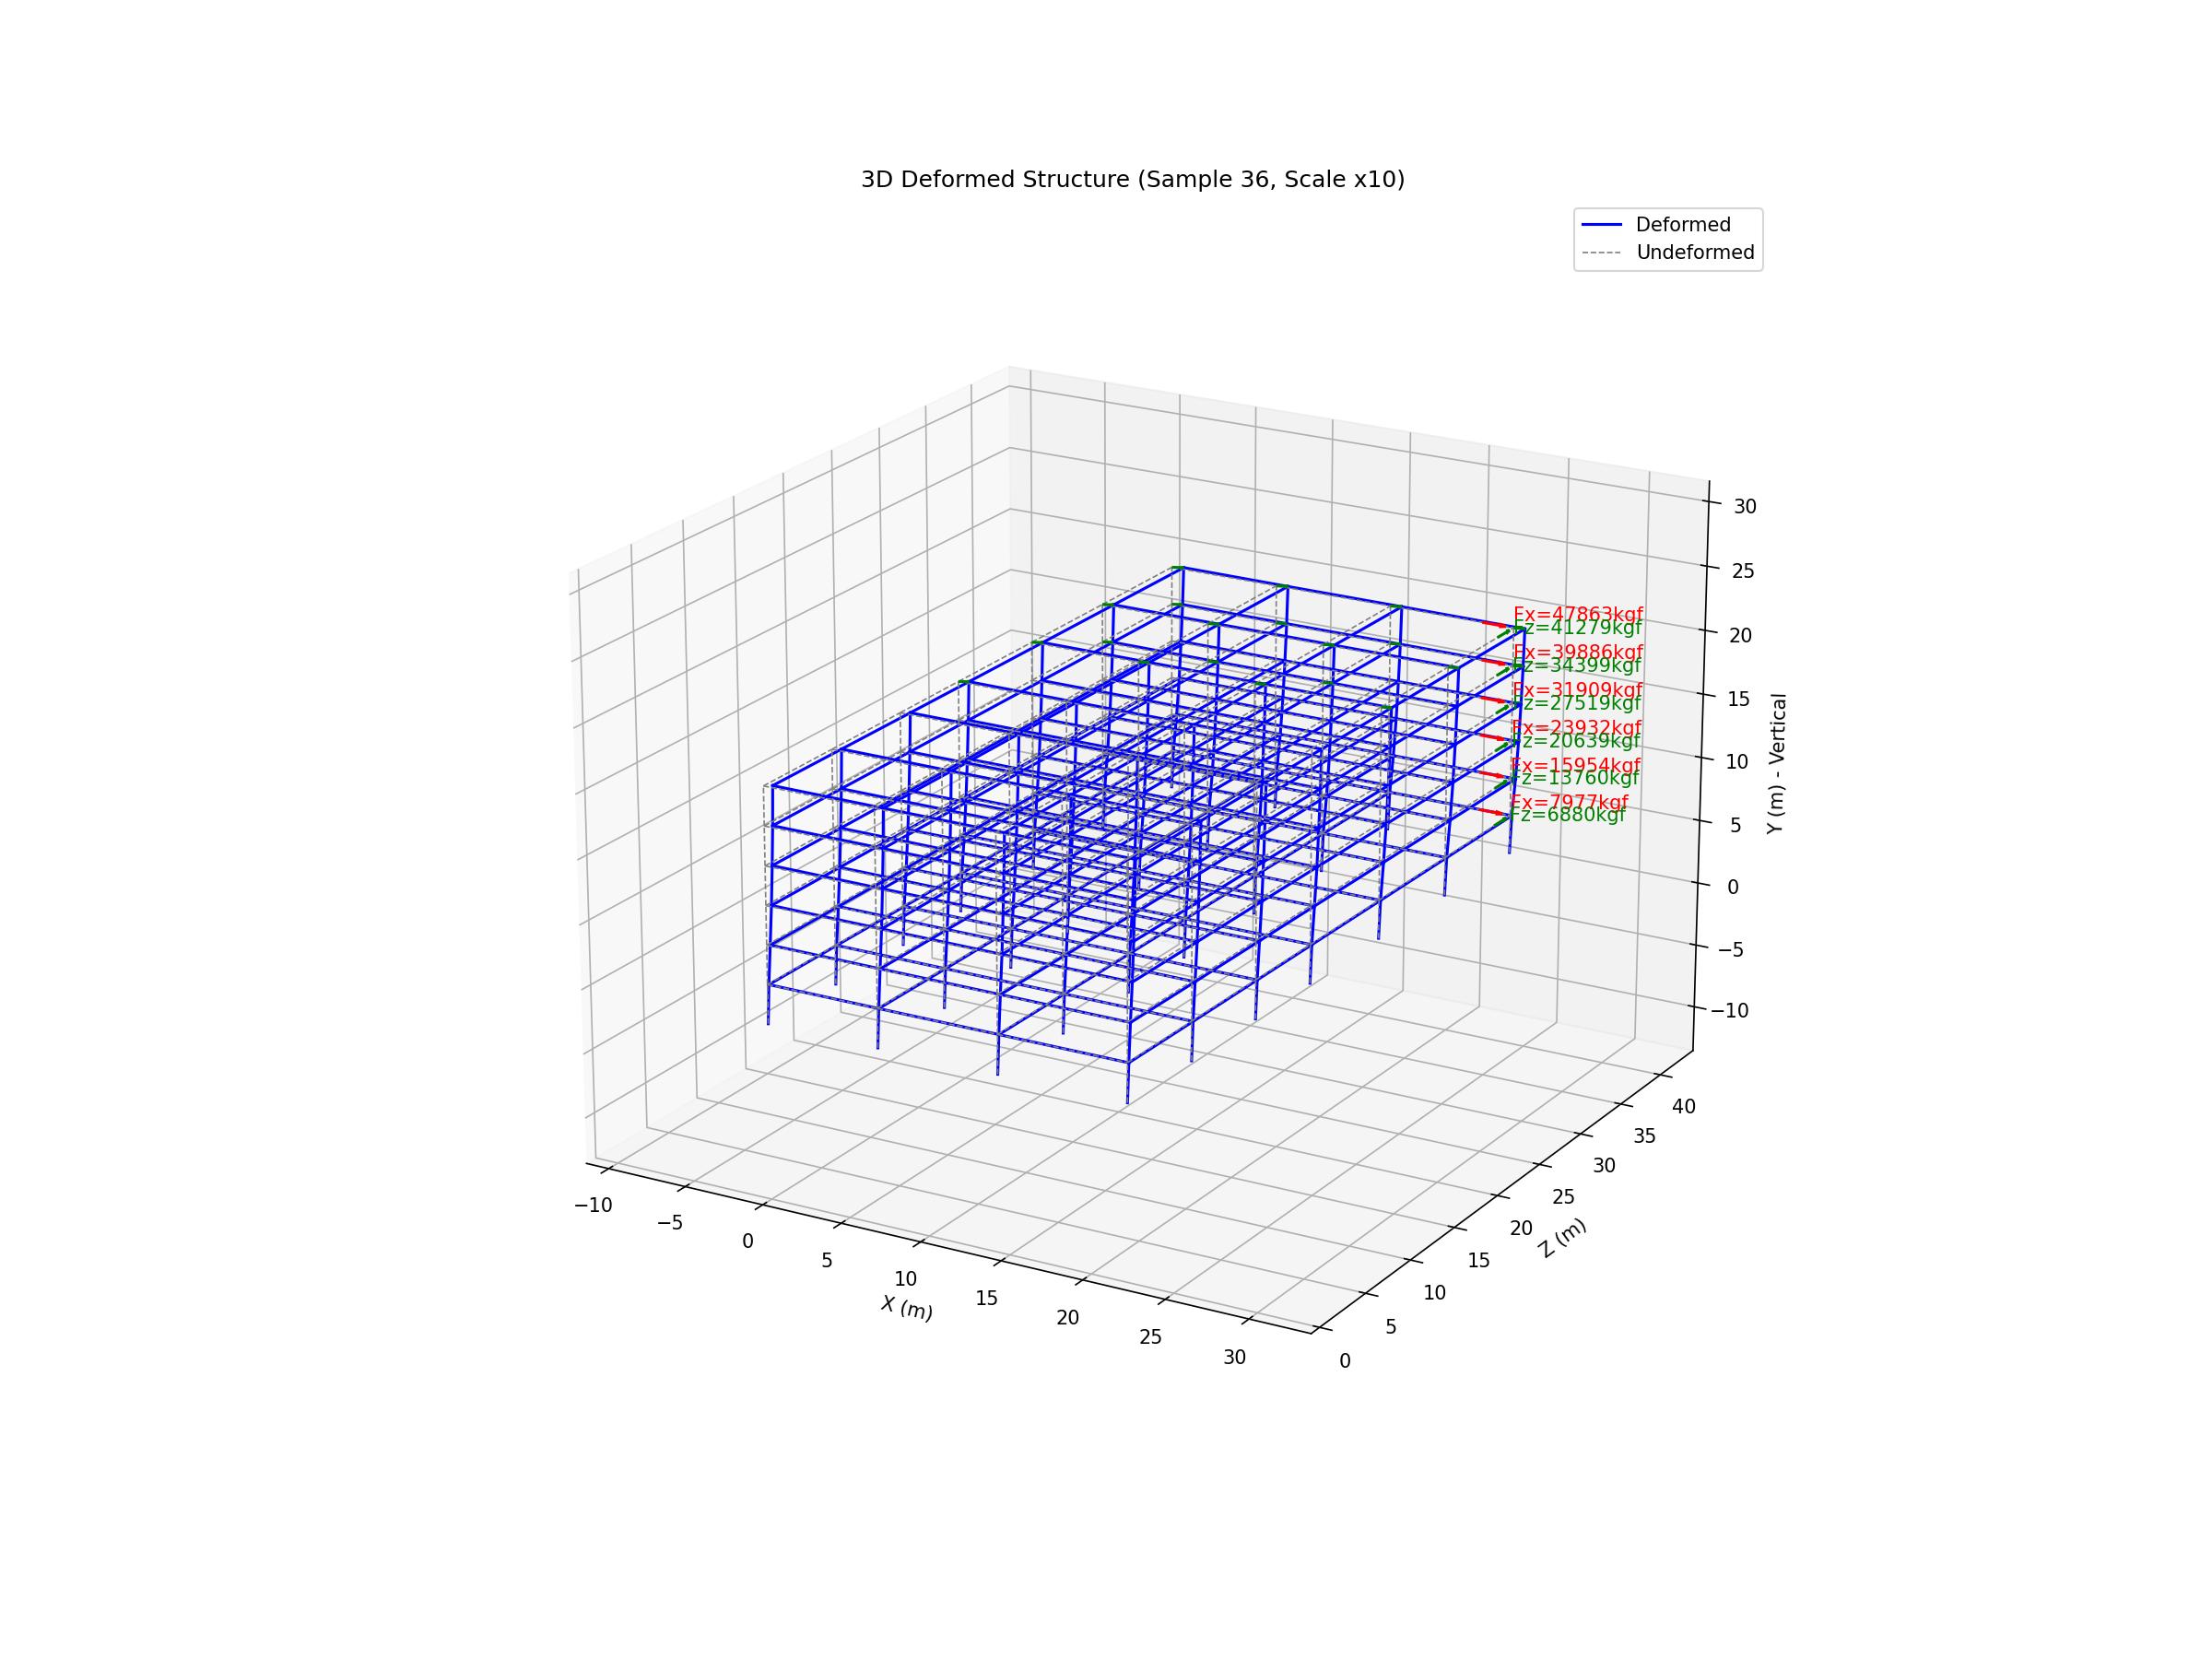 3D Deformed Structure (Sample 36, Scale x10)
Deformed
Undeformed
Fx=47863kgf
Fz=41279kgf
Fx=39886kgf
Fz=34399kgf
Fx=31909kgf
Fz=27519kgf
Fx=23932kgf
Fz=20639kgf
Fx=15954kgf
Fz=13760kgf
Fx=7977kgf
Fz=6880kgf
30
25
20
15
10
5
0
−5
−10
Y (m) - Vertical
−10
−5
0
5
10
15
20
25
30
X (m)
0
5
10
15
20
25
30
35
40
Z (m)